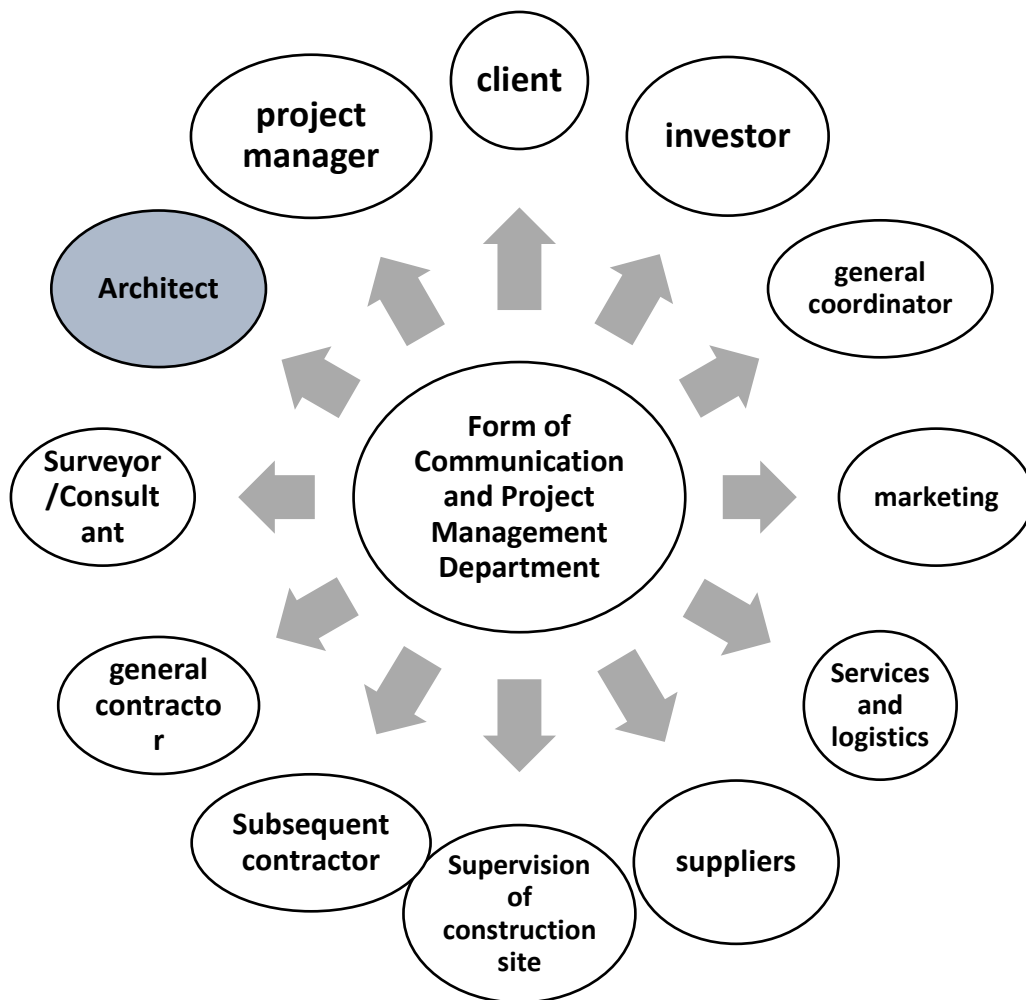 client
project
manager
investor
Architect
general
coordinator
Form of
Communication
and Project
Management
Department
Surveyor
/Consult
ant
marketing
general
contracto
r
Services
and
logistics
Subsequent
contractor
Supervision
of
construction
site
suppliers